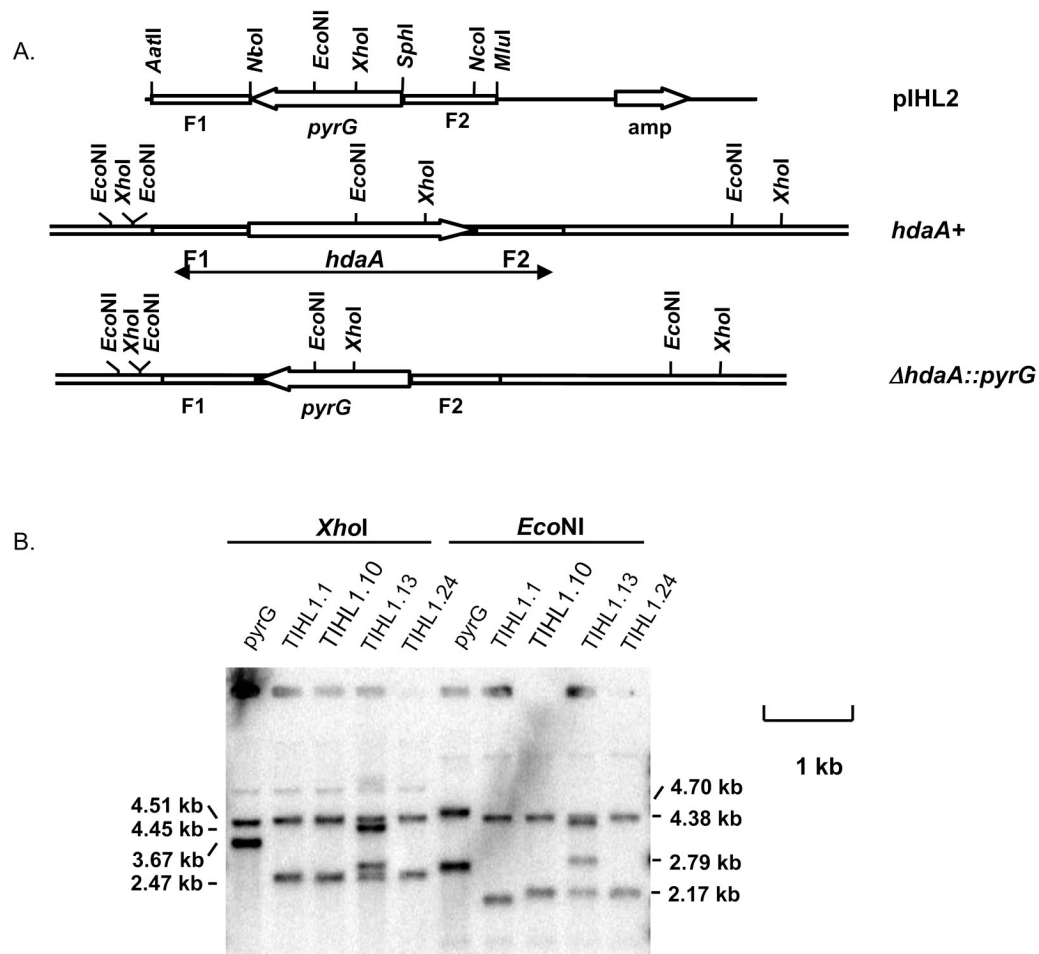 A.
AatII NcoI EcoNI XhoI SphI NcoI MluI
pIHL2
F1 pyrG F2 amp
EcoNI XhoI EcoNI EcoNI XhoI EcoNI XhoI
hdaA+
F1 hdaA F2
EcoNI XhoI EcoNI EcoNI XhoI EcoNI XhoI
ΔhdaA::pyrG
F1 pyrG F2
B.
XhoI EcoNI
pyrG TIHL1.1 TIHL1.10 TIHL1.13 TIHL1.24 pyrG TIHL1.1 TIHL1.10 TIHL1.13 TIHL1.24
4.51 kb
4.45 kb
3.67 kb
2.47 kb
4.70 kb
4.38 kb
2.79 kb
2.17 kb
1 kb